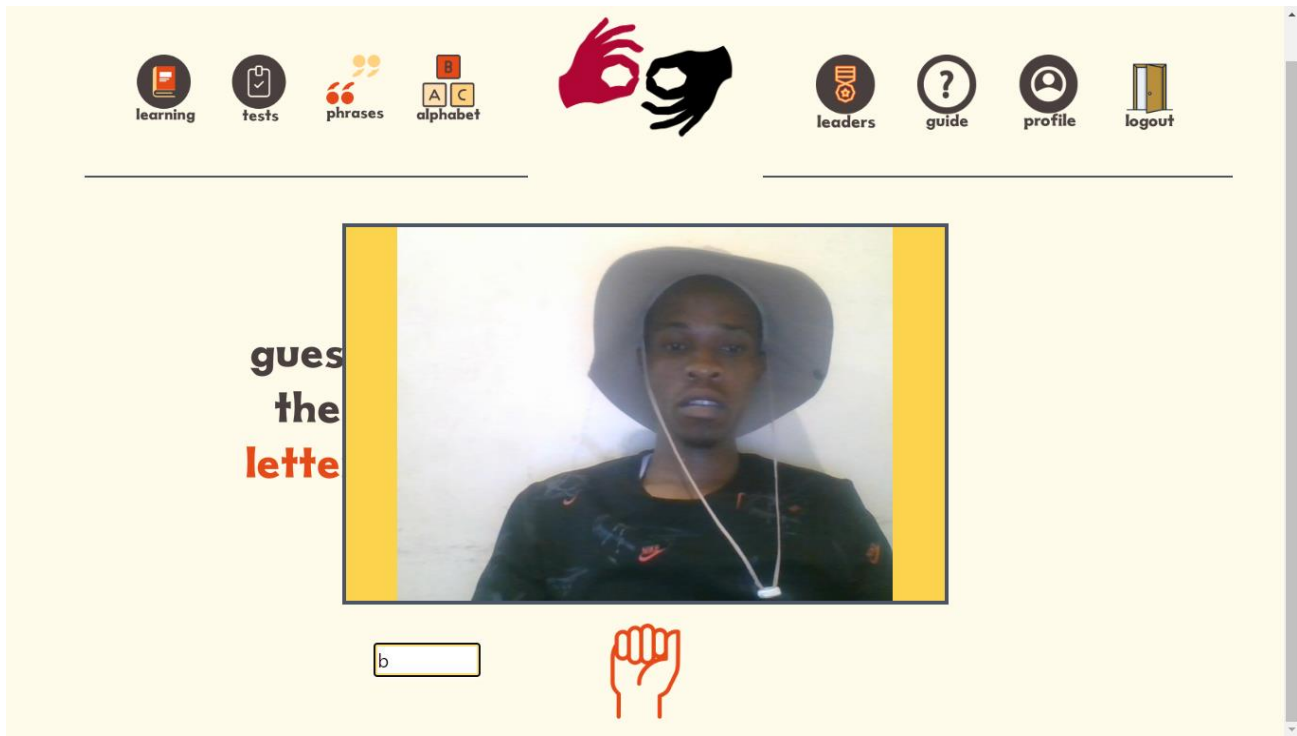 B
A C
learning tests phrases alphabet
leaders guide profile logout
gues
the
lette
b